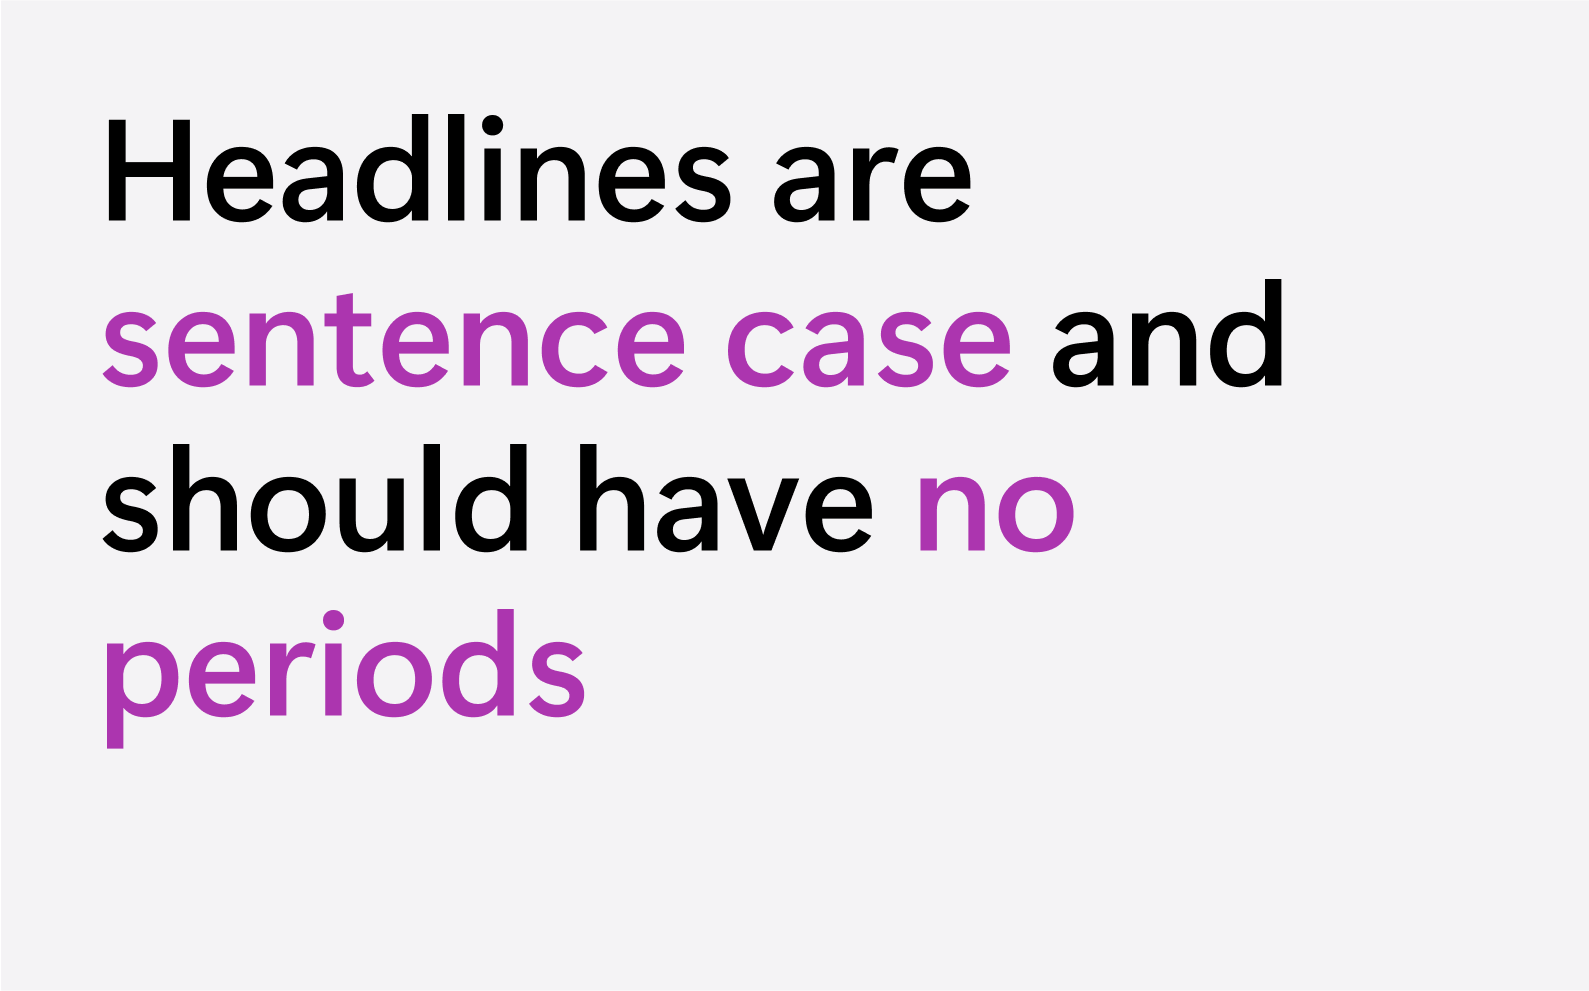 Headlines are
sentence case and
should have no
periods